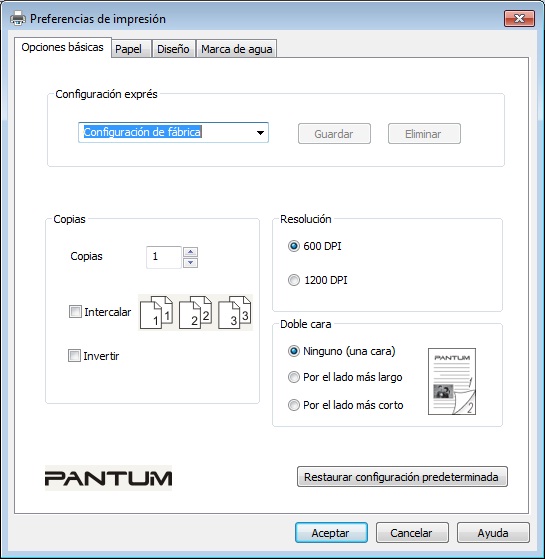 Preferencias de impresión
Opciones básicas Papel Diseño Marca de agua
Configuración exprés
Configuración de fábrica Guardar Eliminar
Copias
Copias 1
Intercalar 1 1 2 2 3 3
Invertir
Resolución
600 DPI
1200 DPI
Doble cara
Ninguno (una cara)
Por el lado más largo
Por el lado más corto
PANTUM
1
2
PANTUM
Restaurar configuración predeterminada
Aceptar Cancelar Ayuda